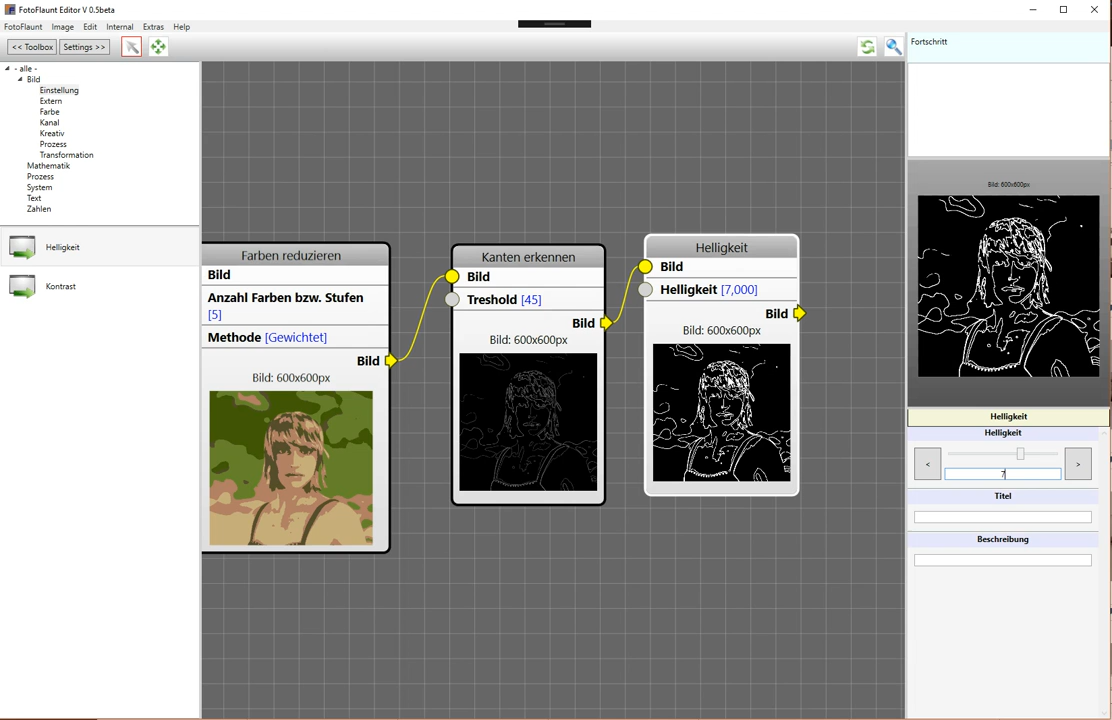 FotoFlaunt Editor V 0.5beta
FotoFlaunt Image Edit Internal Extras Help
<< Toolbox Settings >>
- alle -
Bild
Einstellung
Extern
Farbe
Kanal
Kreativ
Prozess
Transformation
Mathematik
Prozess
System
Text
Zahlen
Helligkeit
Kontrast
Farben reduzieren
Bild
Anzahl Farben bzw. Stufen
[5]
Methode [Gewichtet]
Bild
Bild: 600x600px
Kanten erkennen
Bild
Treshold [45]
Bild
Bild: 600x600px
Helligkeit
Bild
Helligkeit [7,000]
Bild
Bild: 600x600px
Fortschritt
Bild: 600x600px
Helligkeit
Helligkeit
< 7 >
Titel
Beschreibung